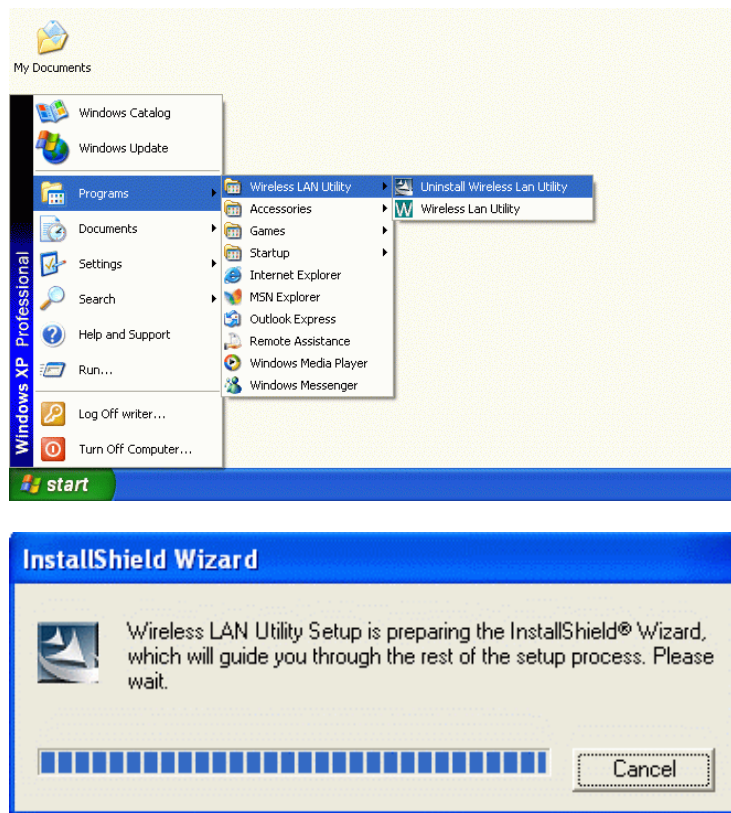 My Documents
Windows Catalog
Windows Update
Programs
Documents
Settings
Search
Help and Support
Run...
Log Off writer...
Turn Off Computer...
Windows XP Professional
Wireless LAN Utility
Accessories
Games
Startup
Internet Explorer
MSN Explorer
Outlook Express
Remote Assistance
Windows Media Player
Windows Messenger
Uninstall Wireless Lan Utility
Wireless Lan Utility
start
InstallShield Wizard
Wireless LAN Utility Setup is preparing the InstallShield® Wizard,
which will guide you through the rest of the setup process. Please
wait.
Cancel